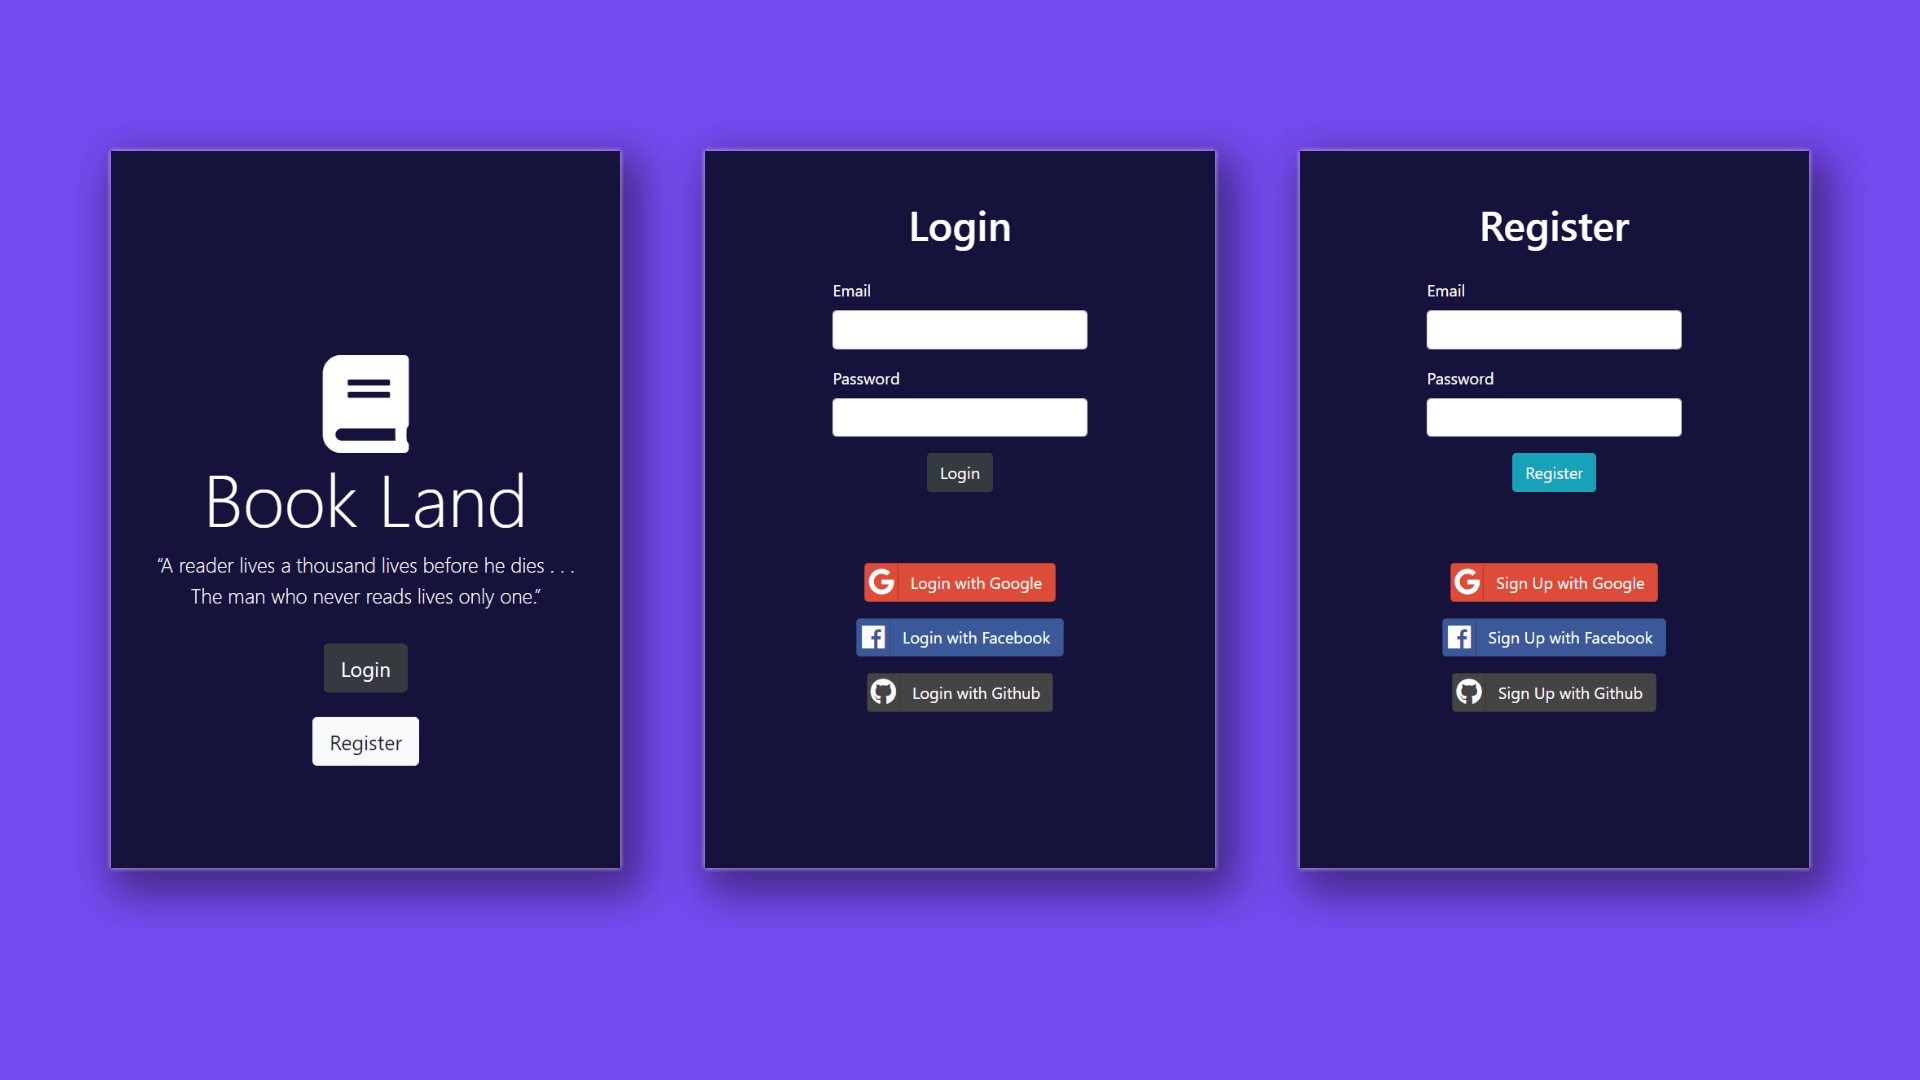 Book Land
“A reader lives a thousand lives before he dies . . .
The man who never reads lives only one.”
Login
Register
Login
Email
Password
Login
Login with Google
Login with Facebook
Login with Github
Register
Email
Password
Register
Sign Up with Google
Sign Up with Facebook
Sign Up with Github